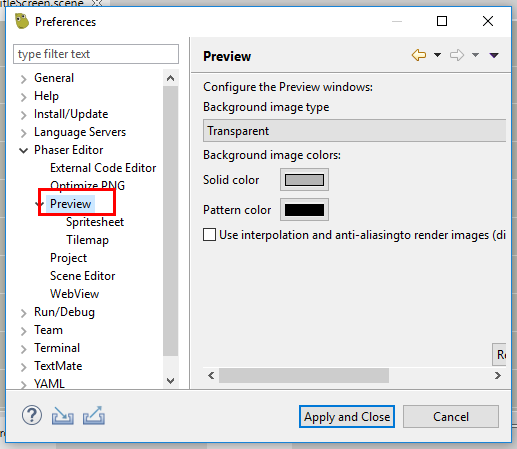 tleScreen.scene
Preferences
type filter text
General
Help
Install/Update
Language Servers
Phaser Editor
External Code Editor
Optimize PNG
Preview
Spritesheet
Tilemap
Project
Scene Editor
WebView
Run/Debug
Team
Terminal
TextMate
YAML
Preview
Configure the Preview windows:
Background image type
Transparent
Background image colors:
Solid color
Pattern color
Use interpolation and anti-aliasingto render images (di
Re
Apply and Close
Cancel